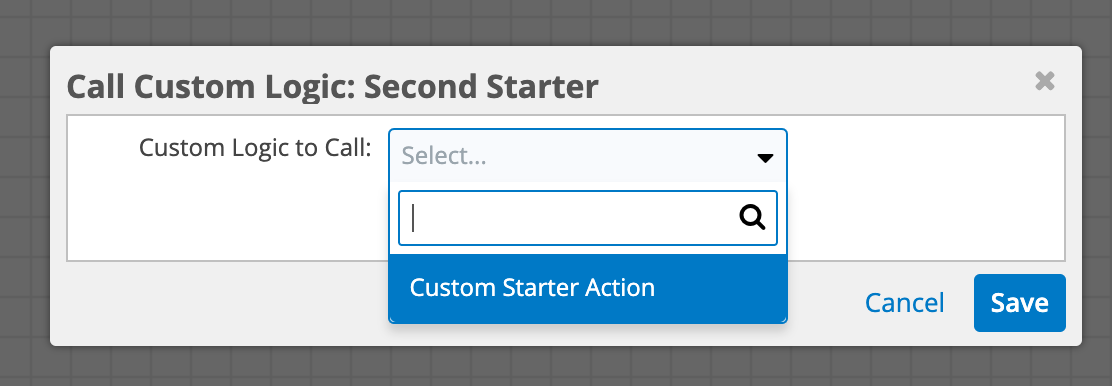 Call Custom Logic: Second Starter
Custom Logic to Call:
Select...
Custom Starter Action
Cancel
Save